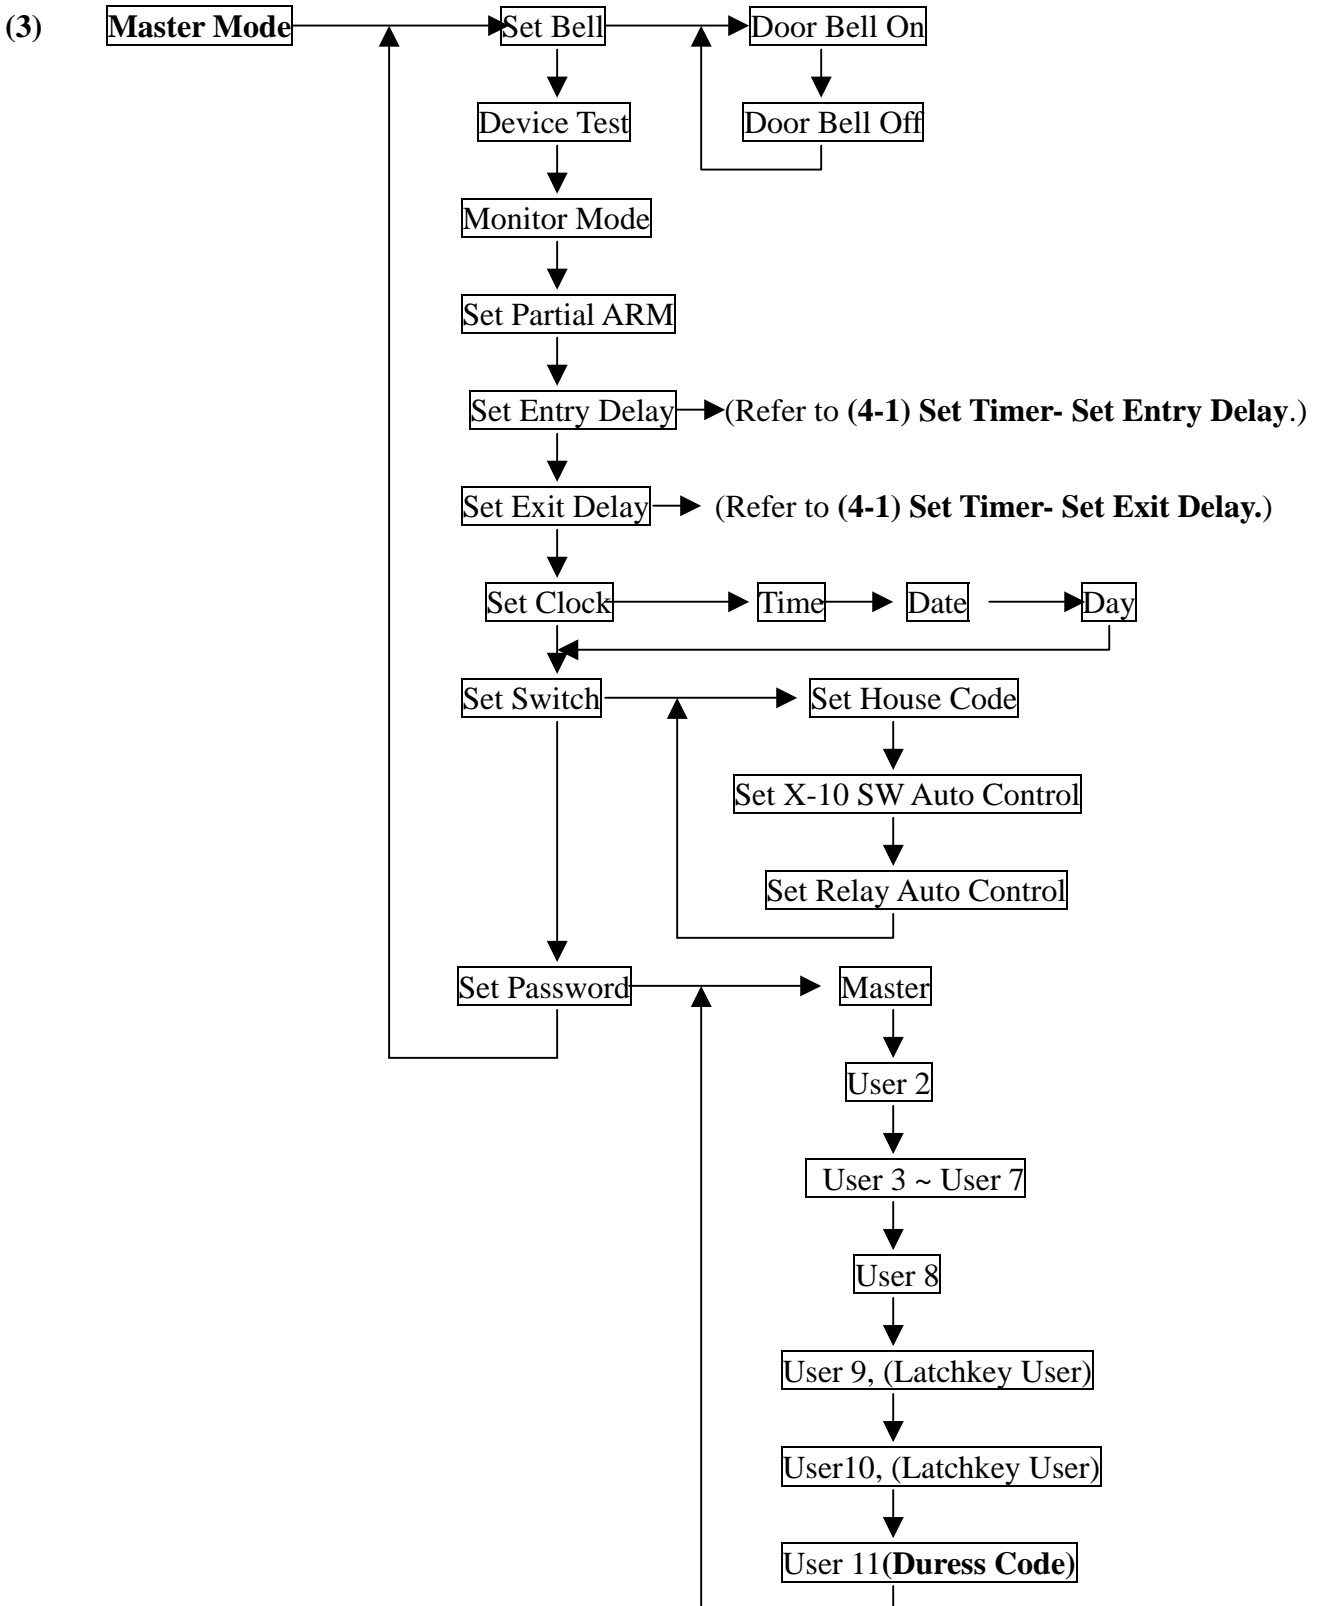 (3) Master Mode Set Bell Door Bell On
Device Test Door Bell Off
Monitor Mode
Set Partial ARM
Set Entry Delay (Refer to (4-1) Set Timer- Set Entry Delay.)
Set Exit Delay (Refer to (4-1) Set Timer- Set Exit Delay.)
Set Clock Time Date Day
Set Switch Set House Code
Set X-10 SW Auto Control
Set Relay Auto Control
Set Password Master
User 2
User 3 ~ User 7
User 8
User 9, (Latchkey User)
User10, (Latchkey User)
User 11(Duress Code)